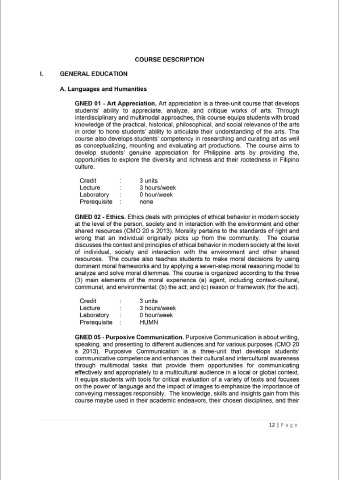 COURSE DESCRIPTION
I. GENERAL EDUCATION
A. Languages and Humanities
GNED 01 - Art Appreciation. Art appreciation is a three-unit course that develops
students' ability to appreciate, analyze, and critique works of arts. Through
interdisciplinary and multimodal approaches, this course equips students with broad
knowledge of the practical, historical, philosophical, and social relevance of the arts
in order to hone students' ability to articulate their understanding of the arts. The
course also develops students' competency in researching and curating art as well
as conceptualizing, mounting and evaluating art productions. The course aims to
develop students' genuine appreciation for Philippine arts by providing the,
opportunities to explore the diversity and richness and their rootedness in Filipino
culture.
Credit : 3 units
Lecture : 3 hours/week
Laboratory : 0 hour/week
Prerequisite : none
GNED 02 - Ethics. Ethics deals with principles of ethical behavior in modern society
at the level of the person, society and in interaction with the environment and other
shared resources (CMO 20 s 2013). Morality pertains to the standards of right and
wrong that an individual originally picks up from the community. The course
discusses the context and principles of ethical behavior in modern society at the level
of individual, society and interaction with the environment and other shared
resources. The course also teaches students to make moral decisions by using
dominant moral frameworks and by applying a seven-step moral reasoning model to
analyze and solve moral dilemmas. The course is organized according to the three
(3) main elements of the moral experience (a) agent, including context-cultural,
communal, and environmental; (b) the act; and (c) reason or framework (for the act).
Credit : 3 units
Lecture : 3 hours/week
Laboratory : 0 hour/week
Prerequisite : HUMN
GNED 05 - Purposive Communication. Purposive Communication is about writing,
speaking, and presenting to different audiences and for various purposes (CMO 20
s 2013). Purposive Communication is a three-unit that develops students'
communicative competence and enhances their cultural and intercultural awareness
through multimodal tasks that provide them opportunities for communicating
effectively and appropriately to a multicultural audience in a local or global context.
It equips students with tools for critical evaluation of a variety of texts and focuses
on the power of language and the impact of images to emphasize the importance of
conveying messages responsibly. The knowledge, skills and insights gain from this
course maybe used in their academic endeavors, their chosen disciplines, and their
12 | P a g e